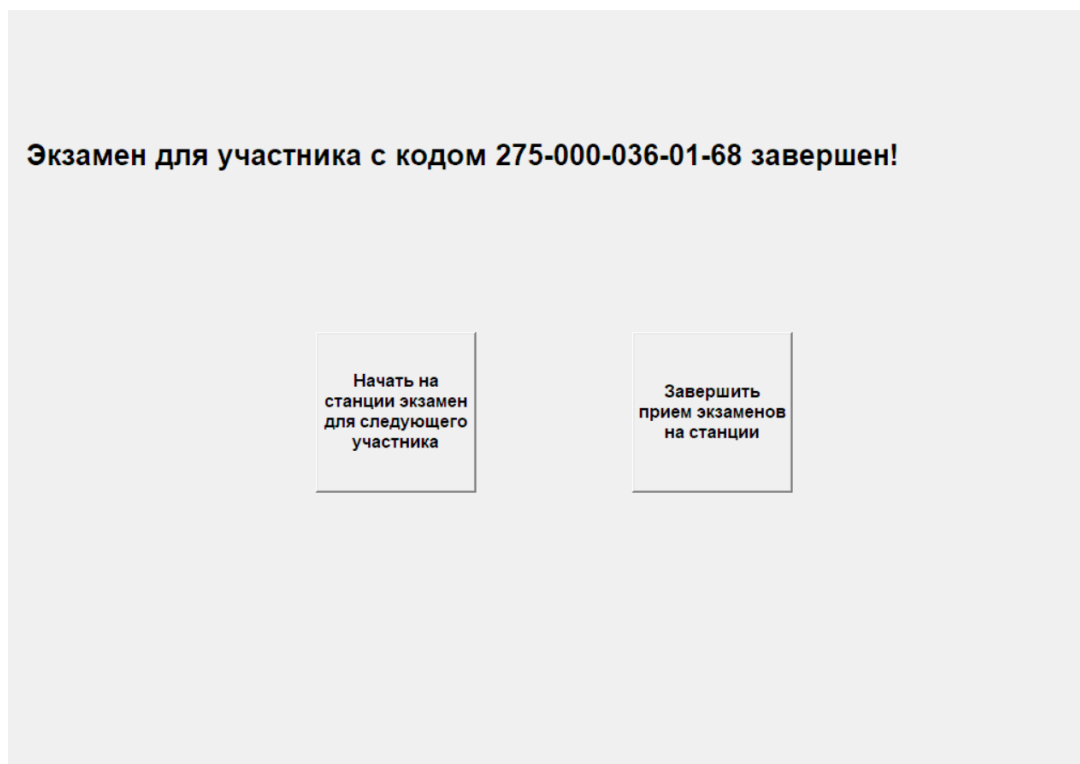 Экзамен для участника с кодом 275-000-036-01-68 завершен!
Начать на
станции экзамен
для следующего
участника
Завершить
прием экзаменов
на станции